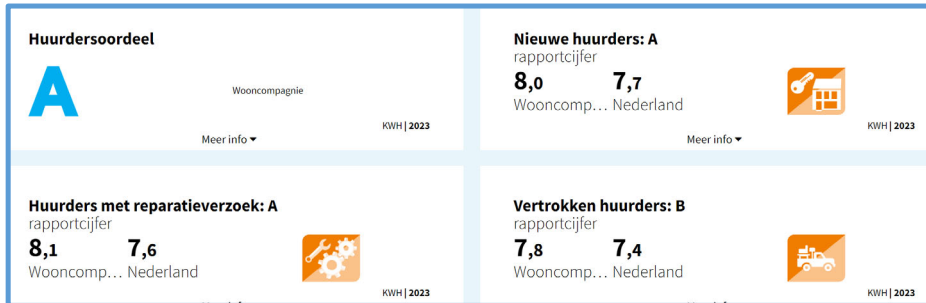 Huurdersoordeel
A
Wooncompagnie
KWH | 2023
Meer info
Nieuwe huurders: A
rapportcijfer
8,0 7,7
Wooncomp... Nederland
KWH | 2023
Meer info
Huurders met reparatieverzoek: A
rapportcijfer
8,1 7,6
Wooncomp... Nederland
KWH | 2023
Vertrokken huurders: B
rapportcijfer
7,8 7,4
Wooncomp... Nederland
KWH | 2023